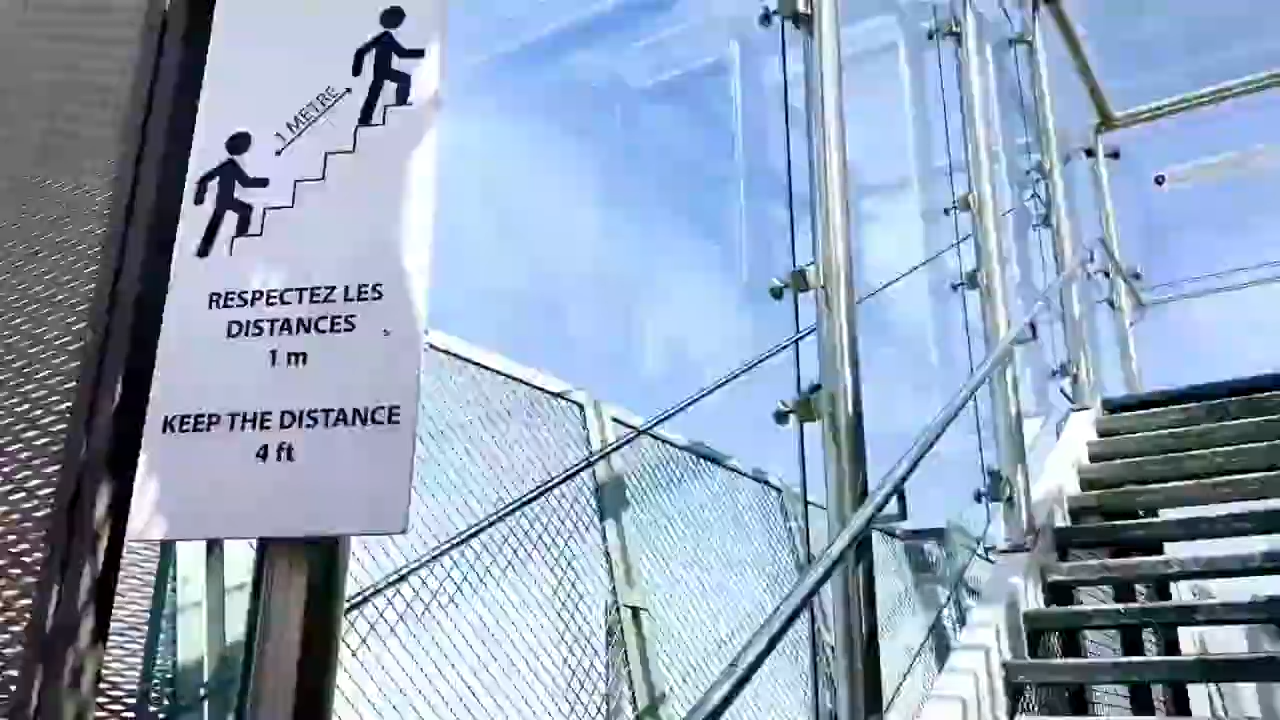 1 METRE
RESPECTEZ LES
DISTANCES
1 m
KEEP THE DISTANCE
4 ft